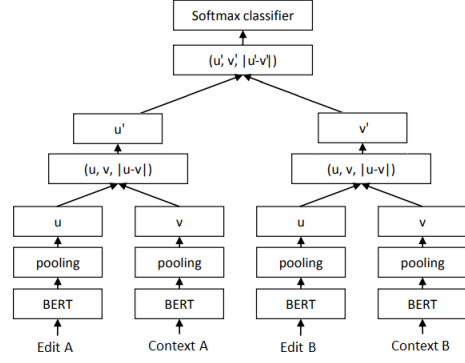 Softmax classifier
(u', v', |u'-v'|)
u'
v'
(u, v, |u-v|)
(u, v, |u-v|)
u
v
u
v
pooling
pooling
pooling
pooling
BERT
BERT
BERT
BERT
Edit A
Context A
Edit B
Context B